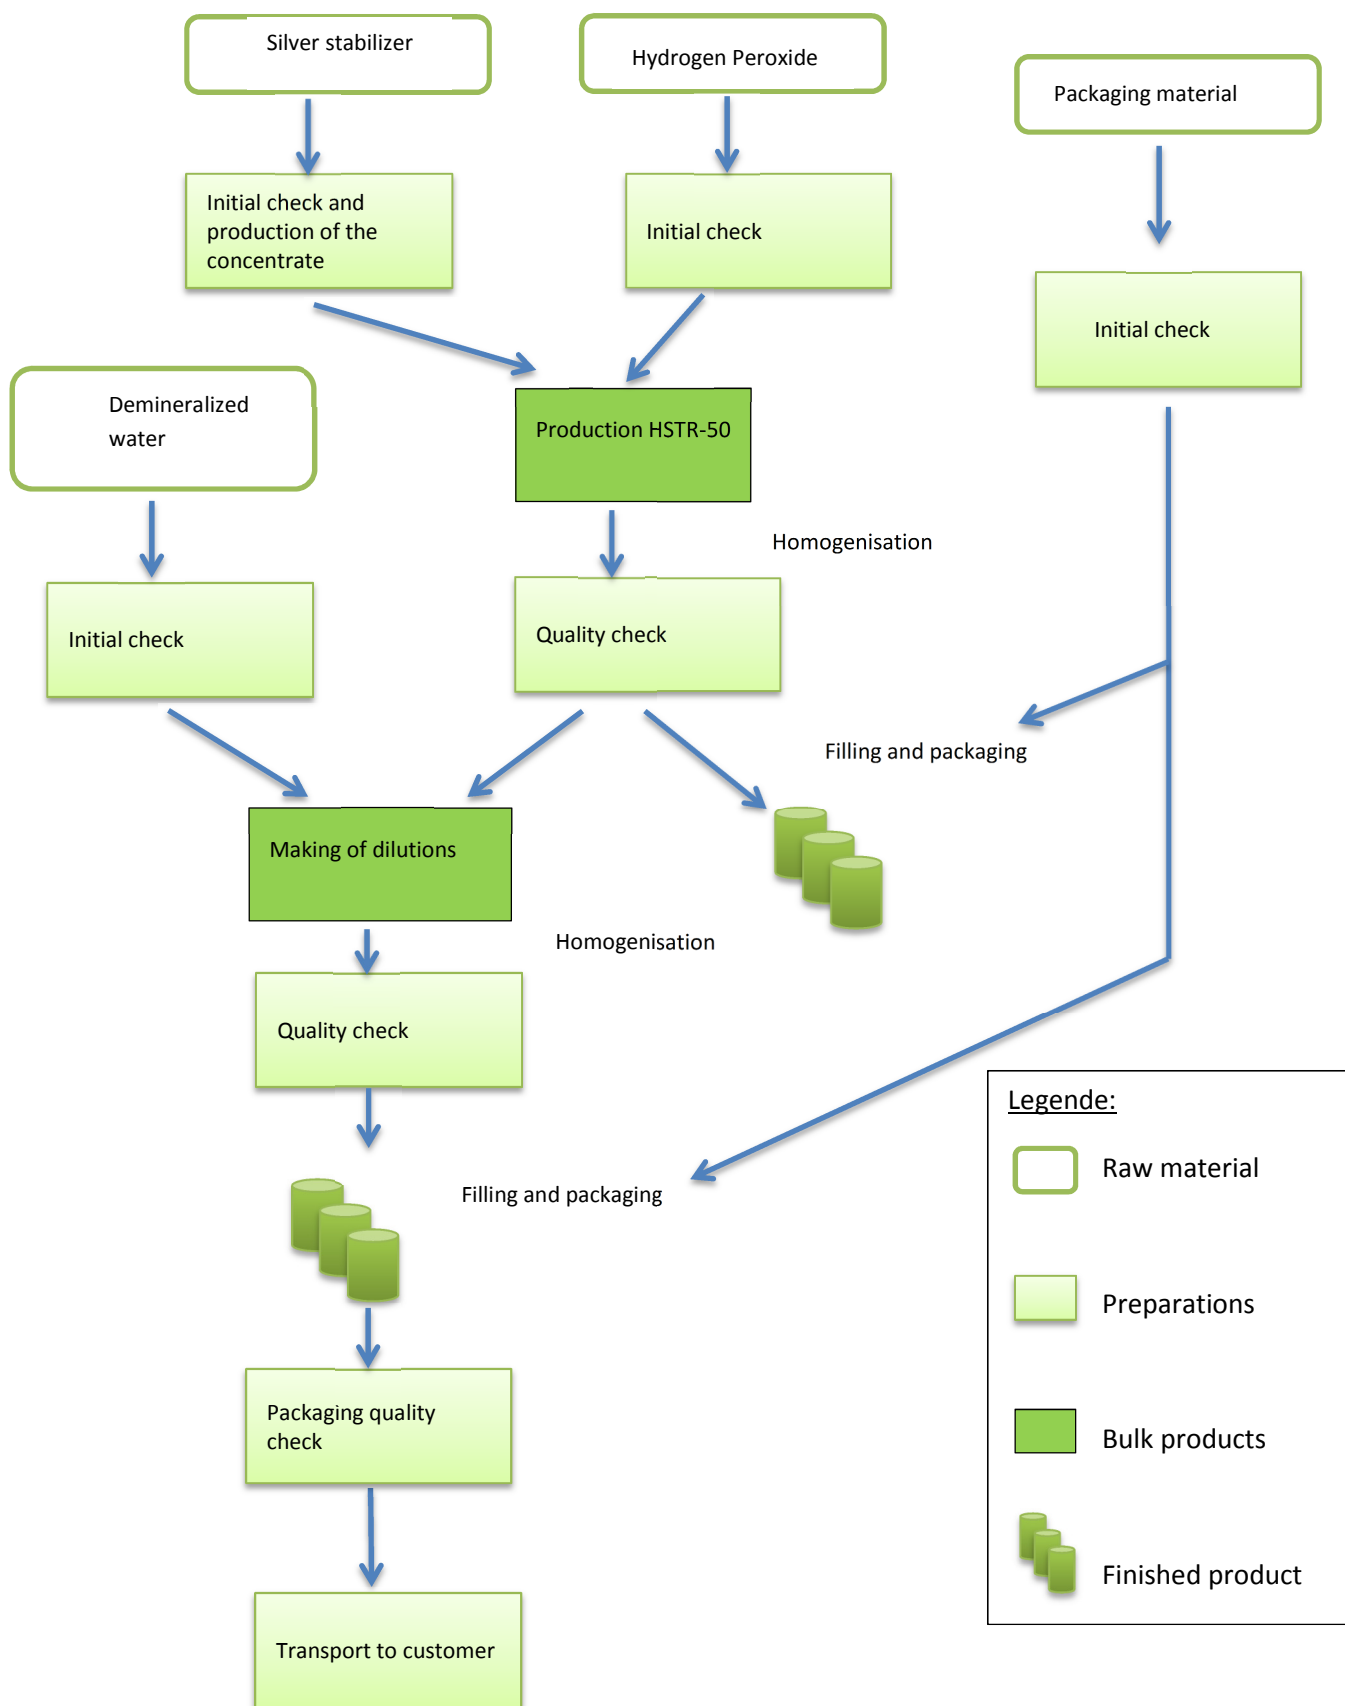 Silver stabilizer
Hydrogen Peroxide
Packaging material
Initial check and
production of the
concentrate
Initial check
Initial check
Demineralized
water
Production HSTR-50
Homogenisation
Initial check
Quality check
Filling and packaging
Making of dilutions
Homogenisation
Quality check
Filling and packaging
Packaging quality
check
Transport to customer
Legende:
Raw material
Preparations
Bulk products
Finished product